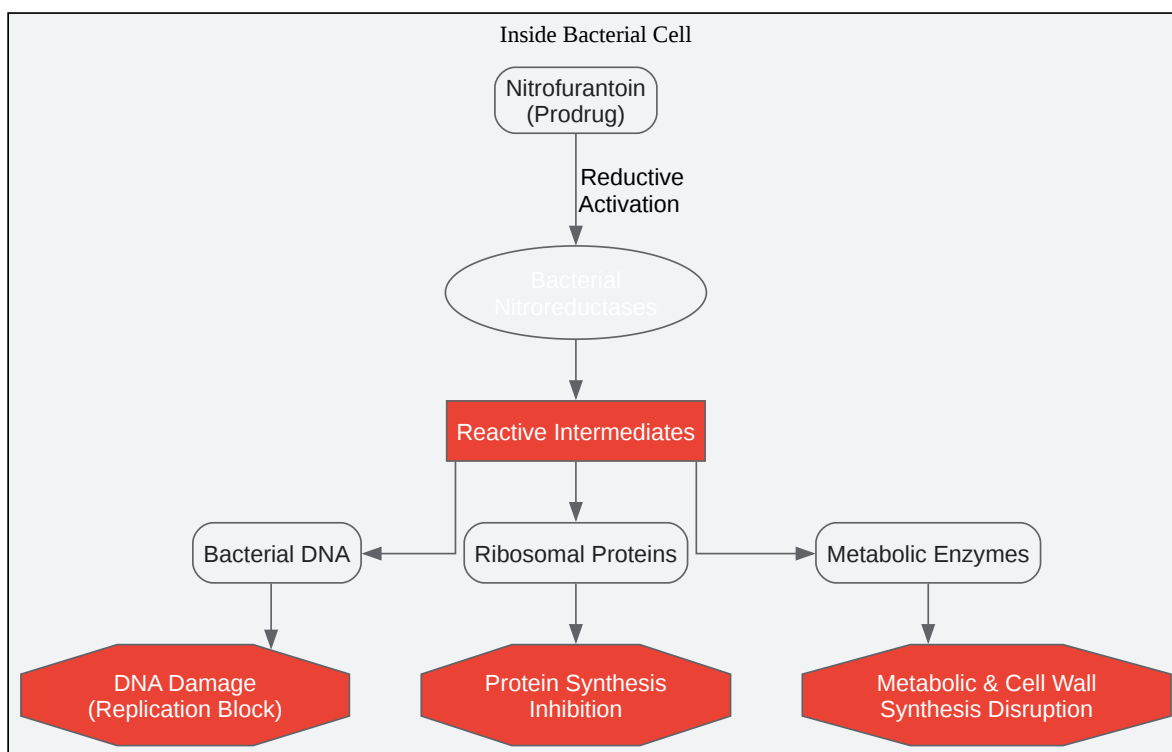 Inside Bacterial Cell
Nitrofurantoin
(Prodrug)
Reductive
Activation
Bacterial
Nitroreductases
Reactive Intermediates
Bacterial DNA
Ribosomal Proteins
Metabolic Enzymes
DNA Damage
(Replication Block)
Protein Synthesis
Inhibition
Metabolic & Cell Wall
Synthesis Disruption